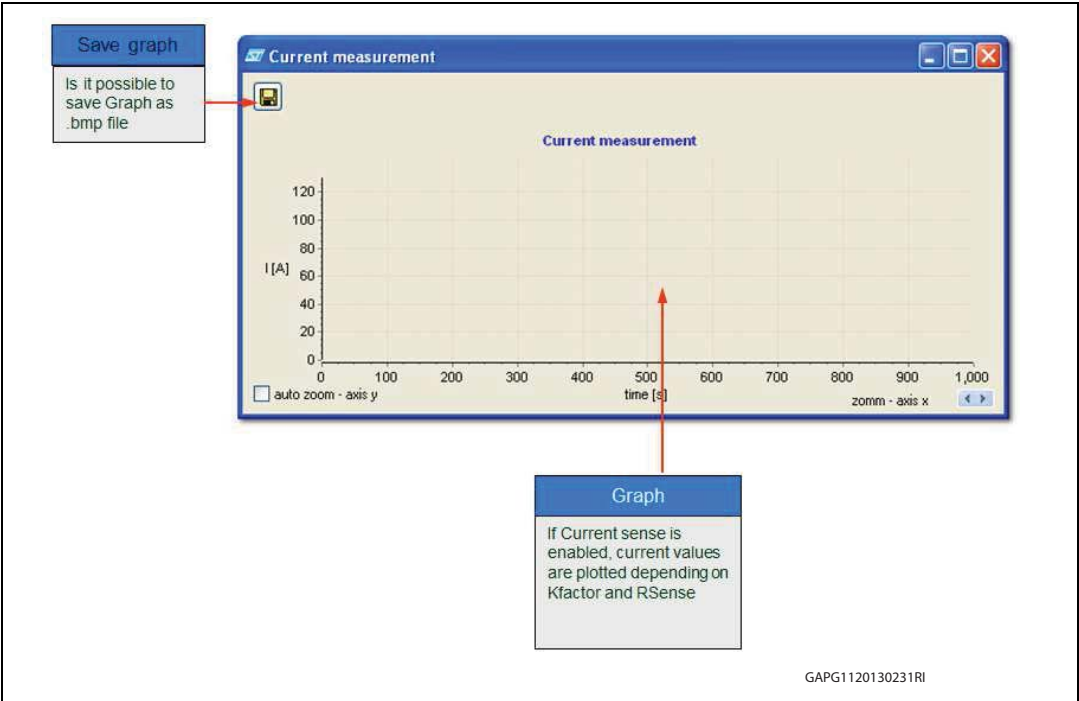 Save graph
Is it possible to
save Graph as
.bmp file
ST Current measurement
Current measurement
120
100
80
I [A]
60
40
20
0
0 100 200 300 400 500 600 700 800 900 1,000
auto zoom - axis y
time [s]
zomm - axis x
Graph
If Current sense is
enabled, current values
are plotted depending on
Kfactor and RSense
GAPG1120130231RI